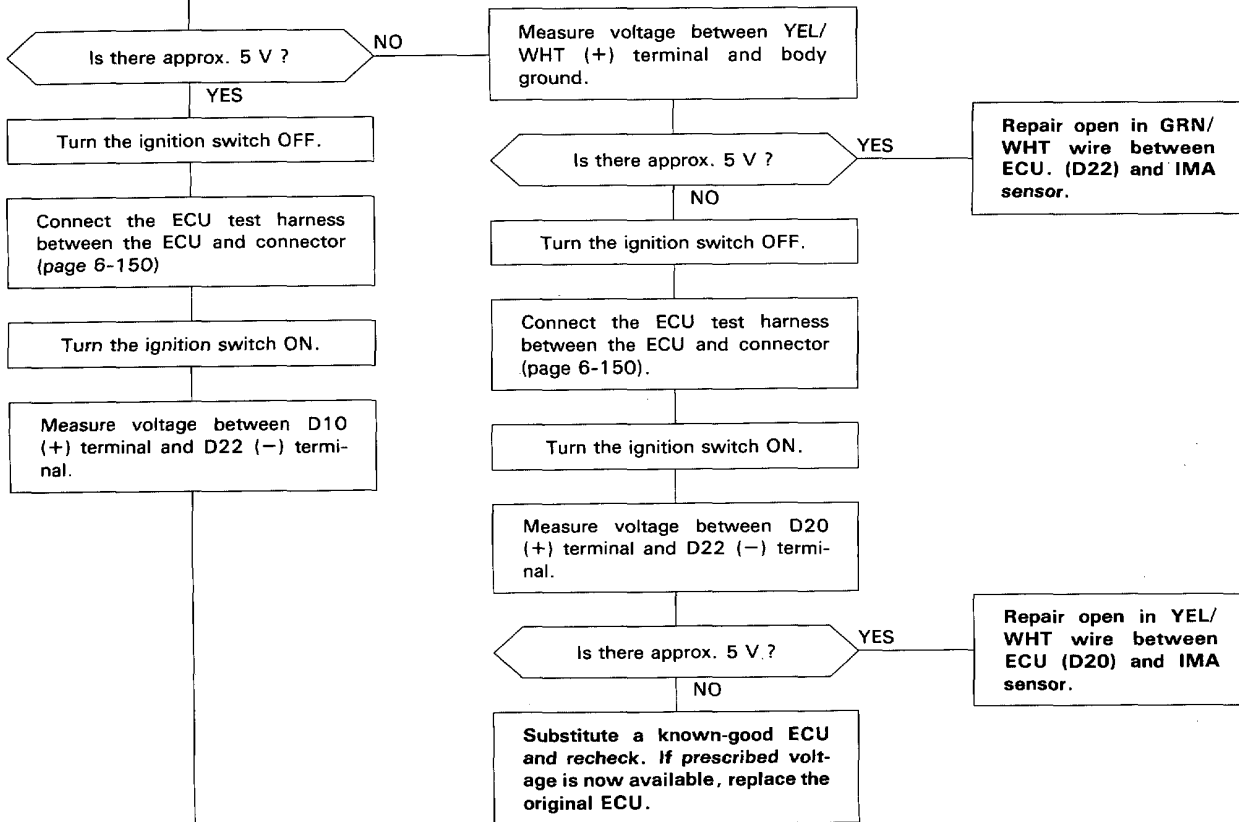 Is there approx. 5 V ?
NO
YES
Turn the ignition switch OFF.
Connect the ECU test harness
between the ECU and connector
(page 6-150)
Turn the ignition switch ON.
Measure voltage between D10
(+) terminal and D22 (−) termi-
nal.
Measure voltage between YEL/
WHT (+) terminal and body
ground.
Is there approx. 5 V ?
YES
NO
Repair open in GRN/
WHT wire between
ECU. (D22) and IMA
sensor.
Turn the ignition switch OFF.
Connect the ECU test harness
between the ECU and connector
(page 6-150).
Turn the ignition switch ON.
Measure voltage between D20
(+) terminal and D22 (−) termi-
nal.
Is there approx. 5 V.?
YES
NO
Repair open in YEL/
WHT wire between
ECU (D20) and IMA
sensor.
Substitute a known-good ECU
and recheck. If prescribed volt-
age is now available, replace the
original ECU.